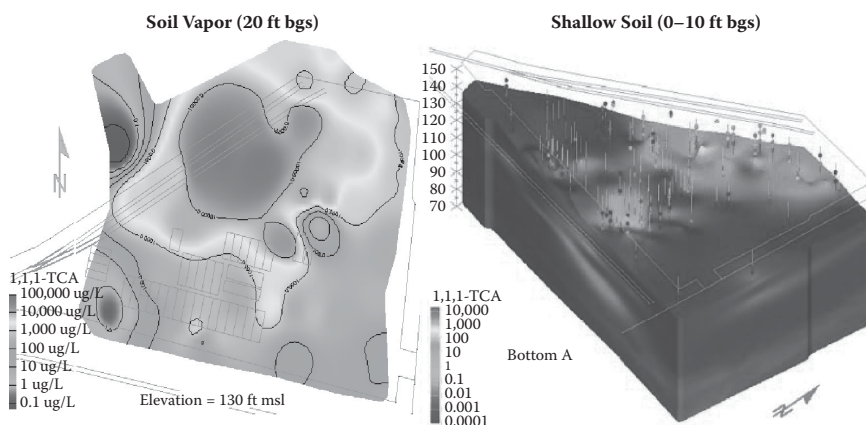 Soil Vapor (20 ft bgs)
N
1,1,1-TCA
100,000 ug/L
10,000 ug/L
1,000 ug/L
100 ug/L
10 ug/L
1 ug/L
0.1 ug/L
Elevation = 130 ft msl
Shallow Soil (0–10 ft bgs)
150
140
130
120
110
100
90
80
70
1,1,1-TCA
10,000
1,000
100
10
1
0.1
0.01
0.001
0.0001
Bottom A